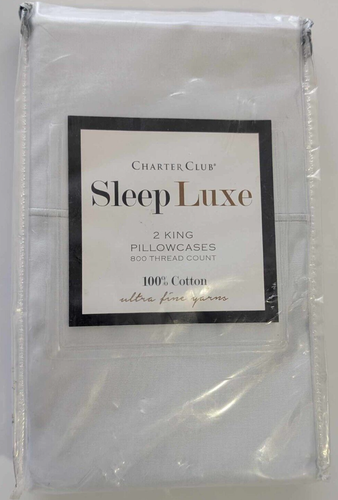 CHARTER CLUB®
Sleep Luxe
2 KING
PILLOWCASES
800 THREAD COUNT
100% Cotton
ultra fine yarns